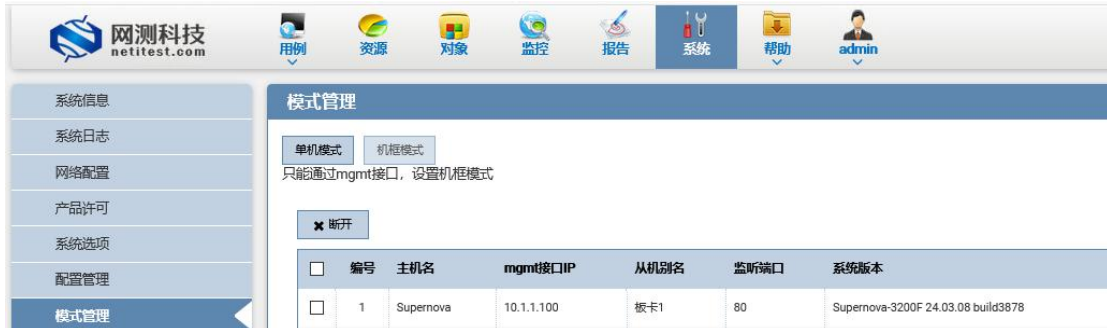 网测科技
netitest.com
用例 资源 对象 监控 报告 系统 帮助 admin
系统信息
系统日志
网络配置
产品许可
系统选项
配置管理
模式管理
模式管理
单机模式 机框模式
只能通过mgmt接口，设置机框模式
断开
编号 主机名 mgmt接口IP 从机别名 监听端口 系统版本
1 Supernova 10.1.1.100 板卡1 80 Supernova-3200F 24.03.08 build3878